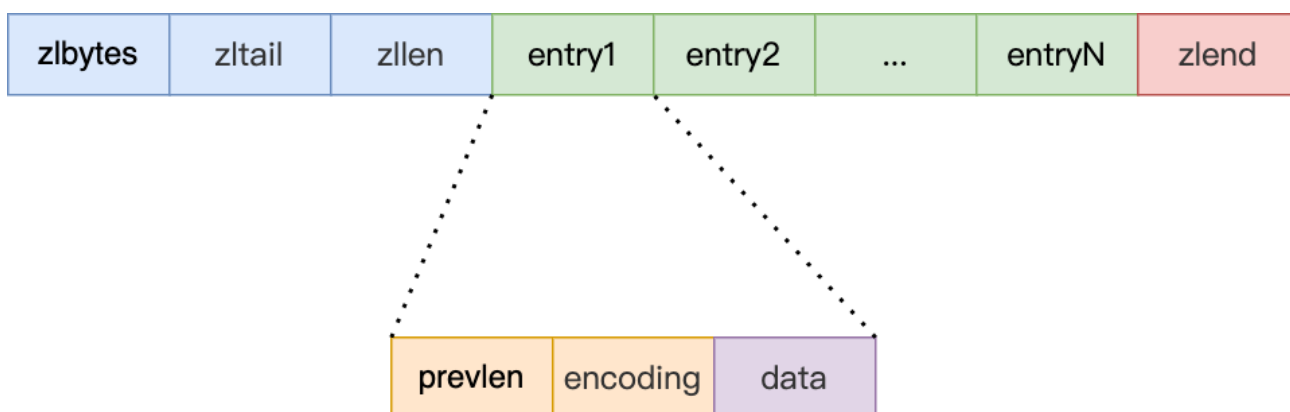 zlbytes zltail zllen entry1 entry2 ... entryN zlend
prevlen encoding data